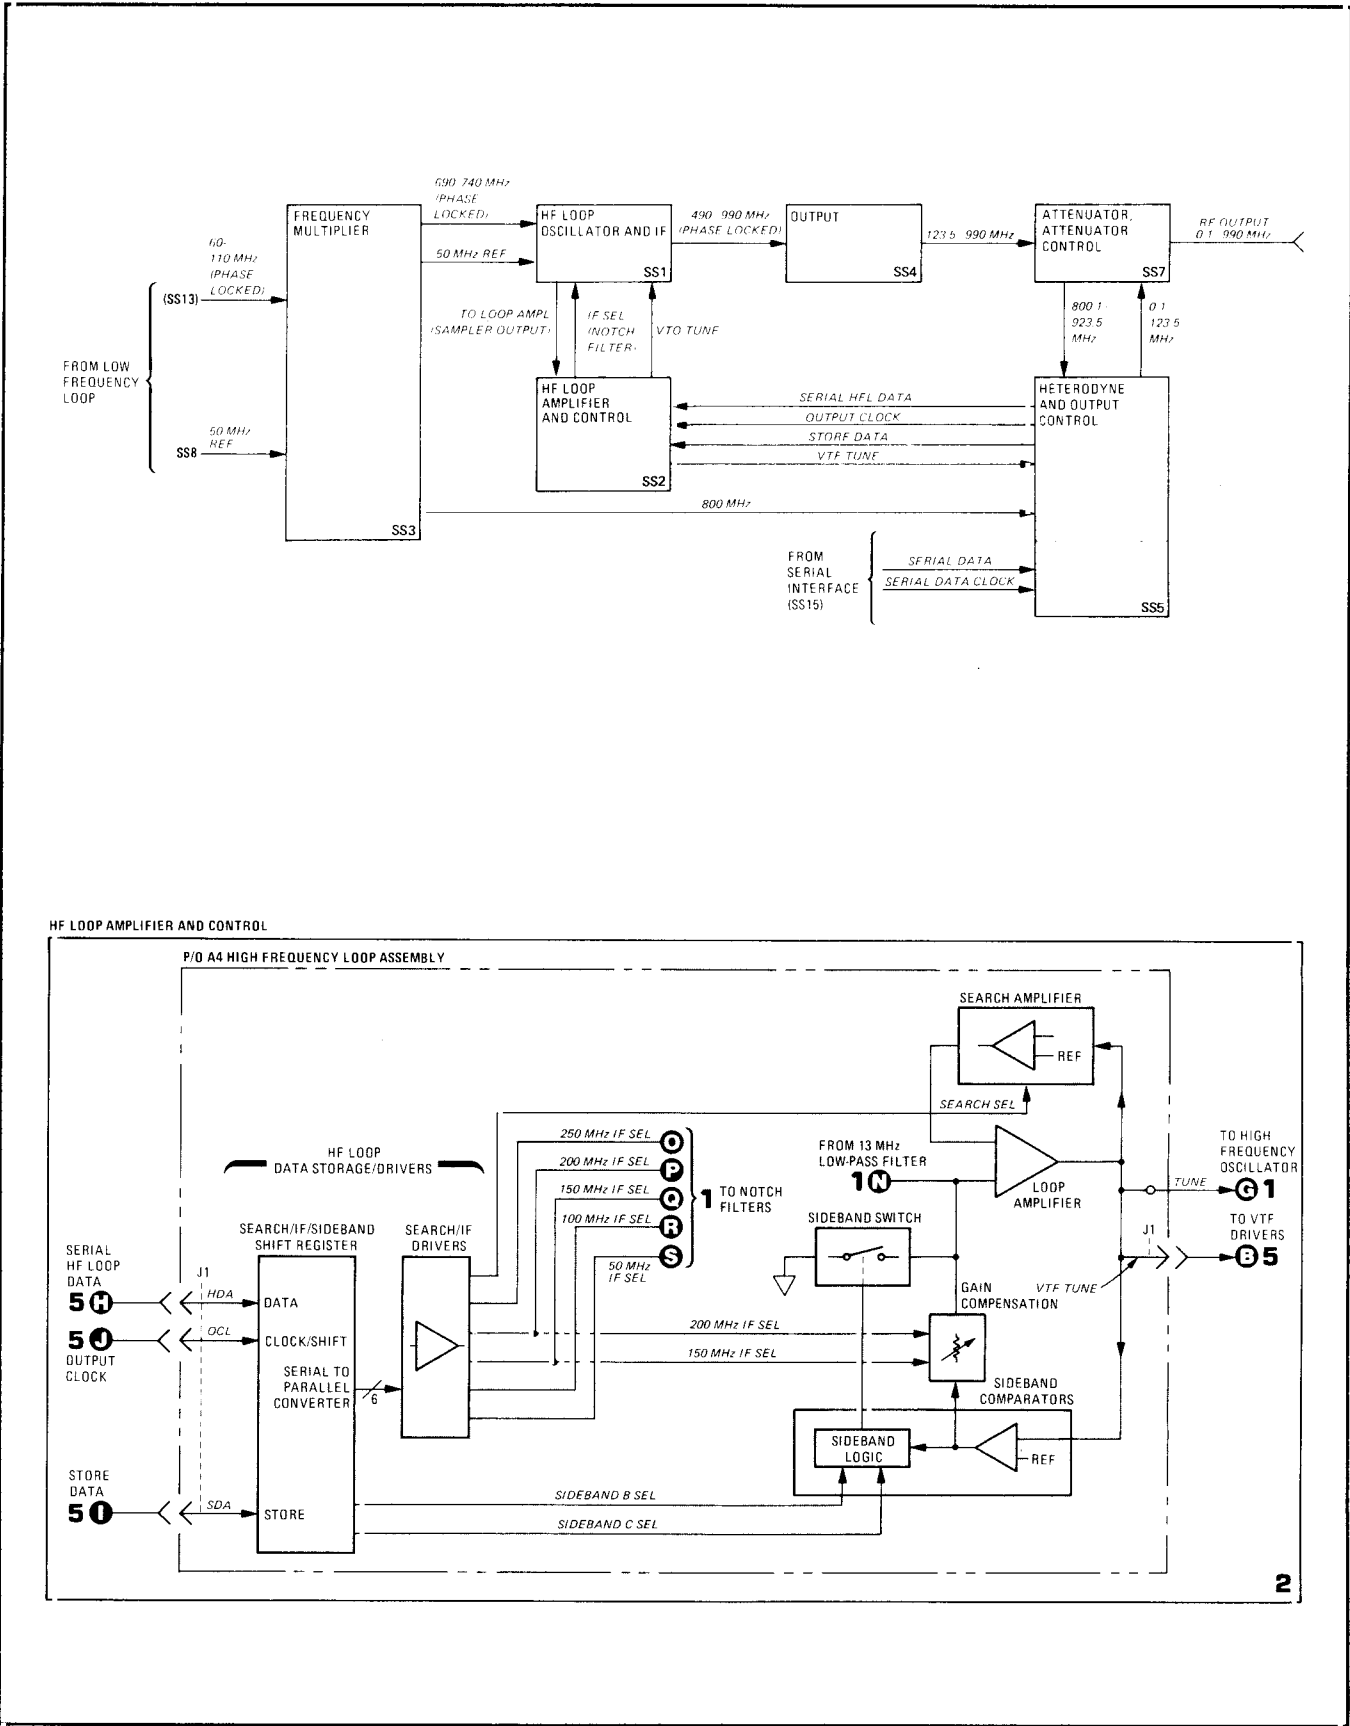 690 740 MHz
(PHASE
LOCKED)
FREQUENCY
MULTIPLIER
HF LOOP
OSCILLATOR AND IF
SS1
490 990 MHz
(PHASE LOCKED)
OUTPUT
SS4
123.5 990 MHz
ATTENUATOR,
ATTENUATOR
CONTROL
SS7
RF OUTPUT
0.1 990 MHz
60-
110 MHz
(PHASE
LOCKED)
(SS13)
50 MHz REF
TO LOOP AMPL
(SAMPLER OUTPUT)
IF SEL
(NOTCH
FILTER)
VTO TUNE
800 1
923.5
MHz
0.1
123 5
MHz
FROM LOW
FREQUENCY
LOOP
HF LOOP
AMPLIFIER
AND CONTROL
SS2
SERIAL HFL DATA
OUTPUT CLOCK
STORE DATA
VTF TUNE
HETERODYNE
AND OUTPUT
CONTROL
50 MHz
REF
SS8
800 MHz
SS3
FROM
SERIAL
INTERFACE
(SS15)
SERIAL DATA
SERIAL DATA CLOCK
SS5
HF LOOP AMPLIFIER AND CONTROL
P/O A4 HIGH FREQUENCY LOOP ASSEMBLY
SEARCH AMPLIFIER
REF
SEARCH SEL
HF LOOP
DATA STORAGE/DRIVERS
250 MHz IF SEL
O
200 MHz IF SEL
P
150 MHz IF SEL
Q
100 MHz IF SEL
R
50 MHz
IF SEL
S
1 TO NOTCH
FILTERS
FROM 13 MHz
LOW-PASS FILTER
1 N
LOOP
AMPLIFIER
TO HIGH
FREQUENCY
OSCILLATOR
TUNE
G 1
SIDEBAND SWITCH
TO VTF
DRIVERS
J1
B 5
VTF TUNE
SEARCH/IF/SIDEBAND
SHIFT REGISTER
SEARCH/IF
DRIVERS
SERIAL
HF LOOP
DATA
5 H
J1
HDA
DATA
GAIN
COMPENSATION
5 J
OUTPUT
CLOCK
OCL
CLOCK/SHIFT
200 MHz IF SEL
150 MHz IF SEL
SERIAL TO
PARALLEL
CONVERTER
6
SIDEBAND
COMPARATORS
SIDEBAND
LOGIC
REF
STORE
DATA
5 I
SDA
STORE
SIDEBAND B SEL
SIDEBAND C SEL
2